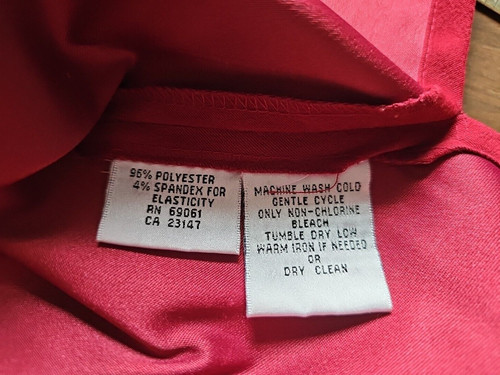 96% POLYESTER
4% SPANDEX FOR
ELASTICITY
RN 69061
CA 23147
MACHINE WASH COLD
GENTLE CYCLE
ONLY NON-CHLORINE
BLEACH
TUMBLE DRY LOW
WARM IRON IF NEEDED
OR
DRY CLEAN